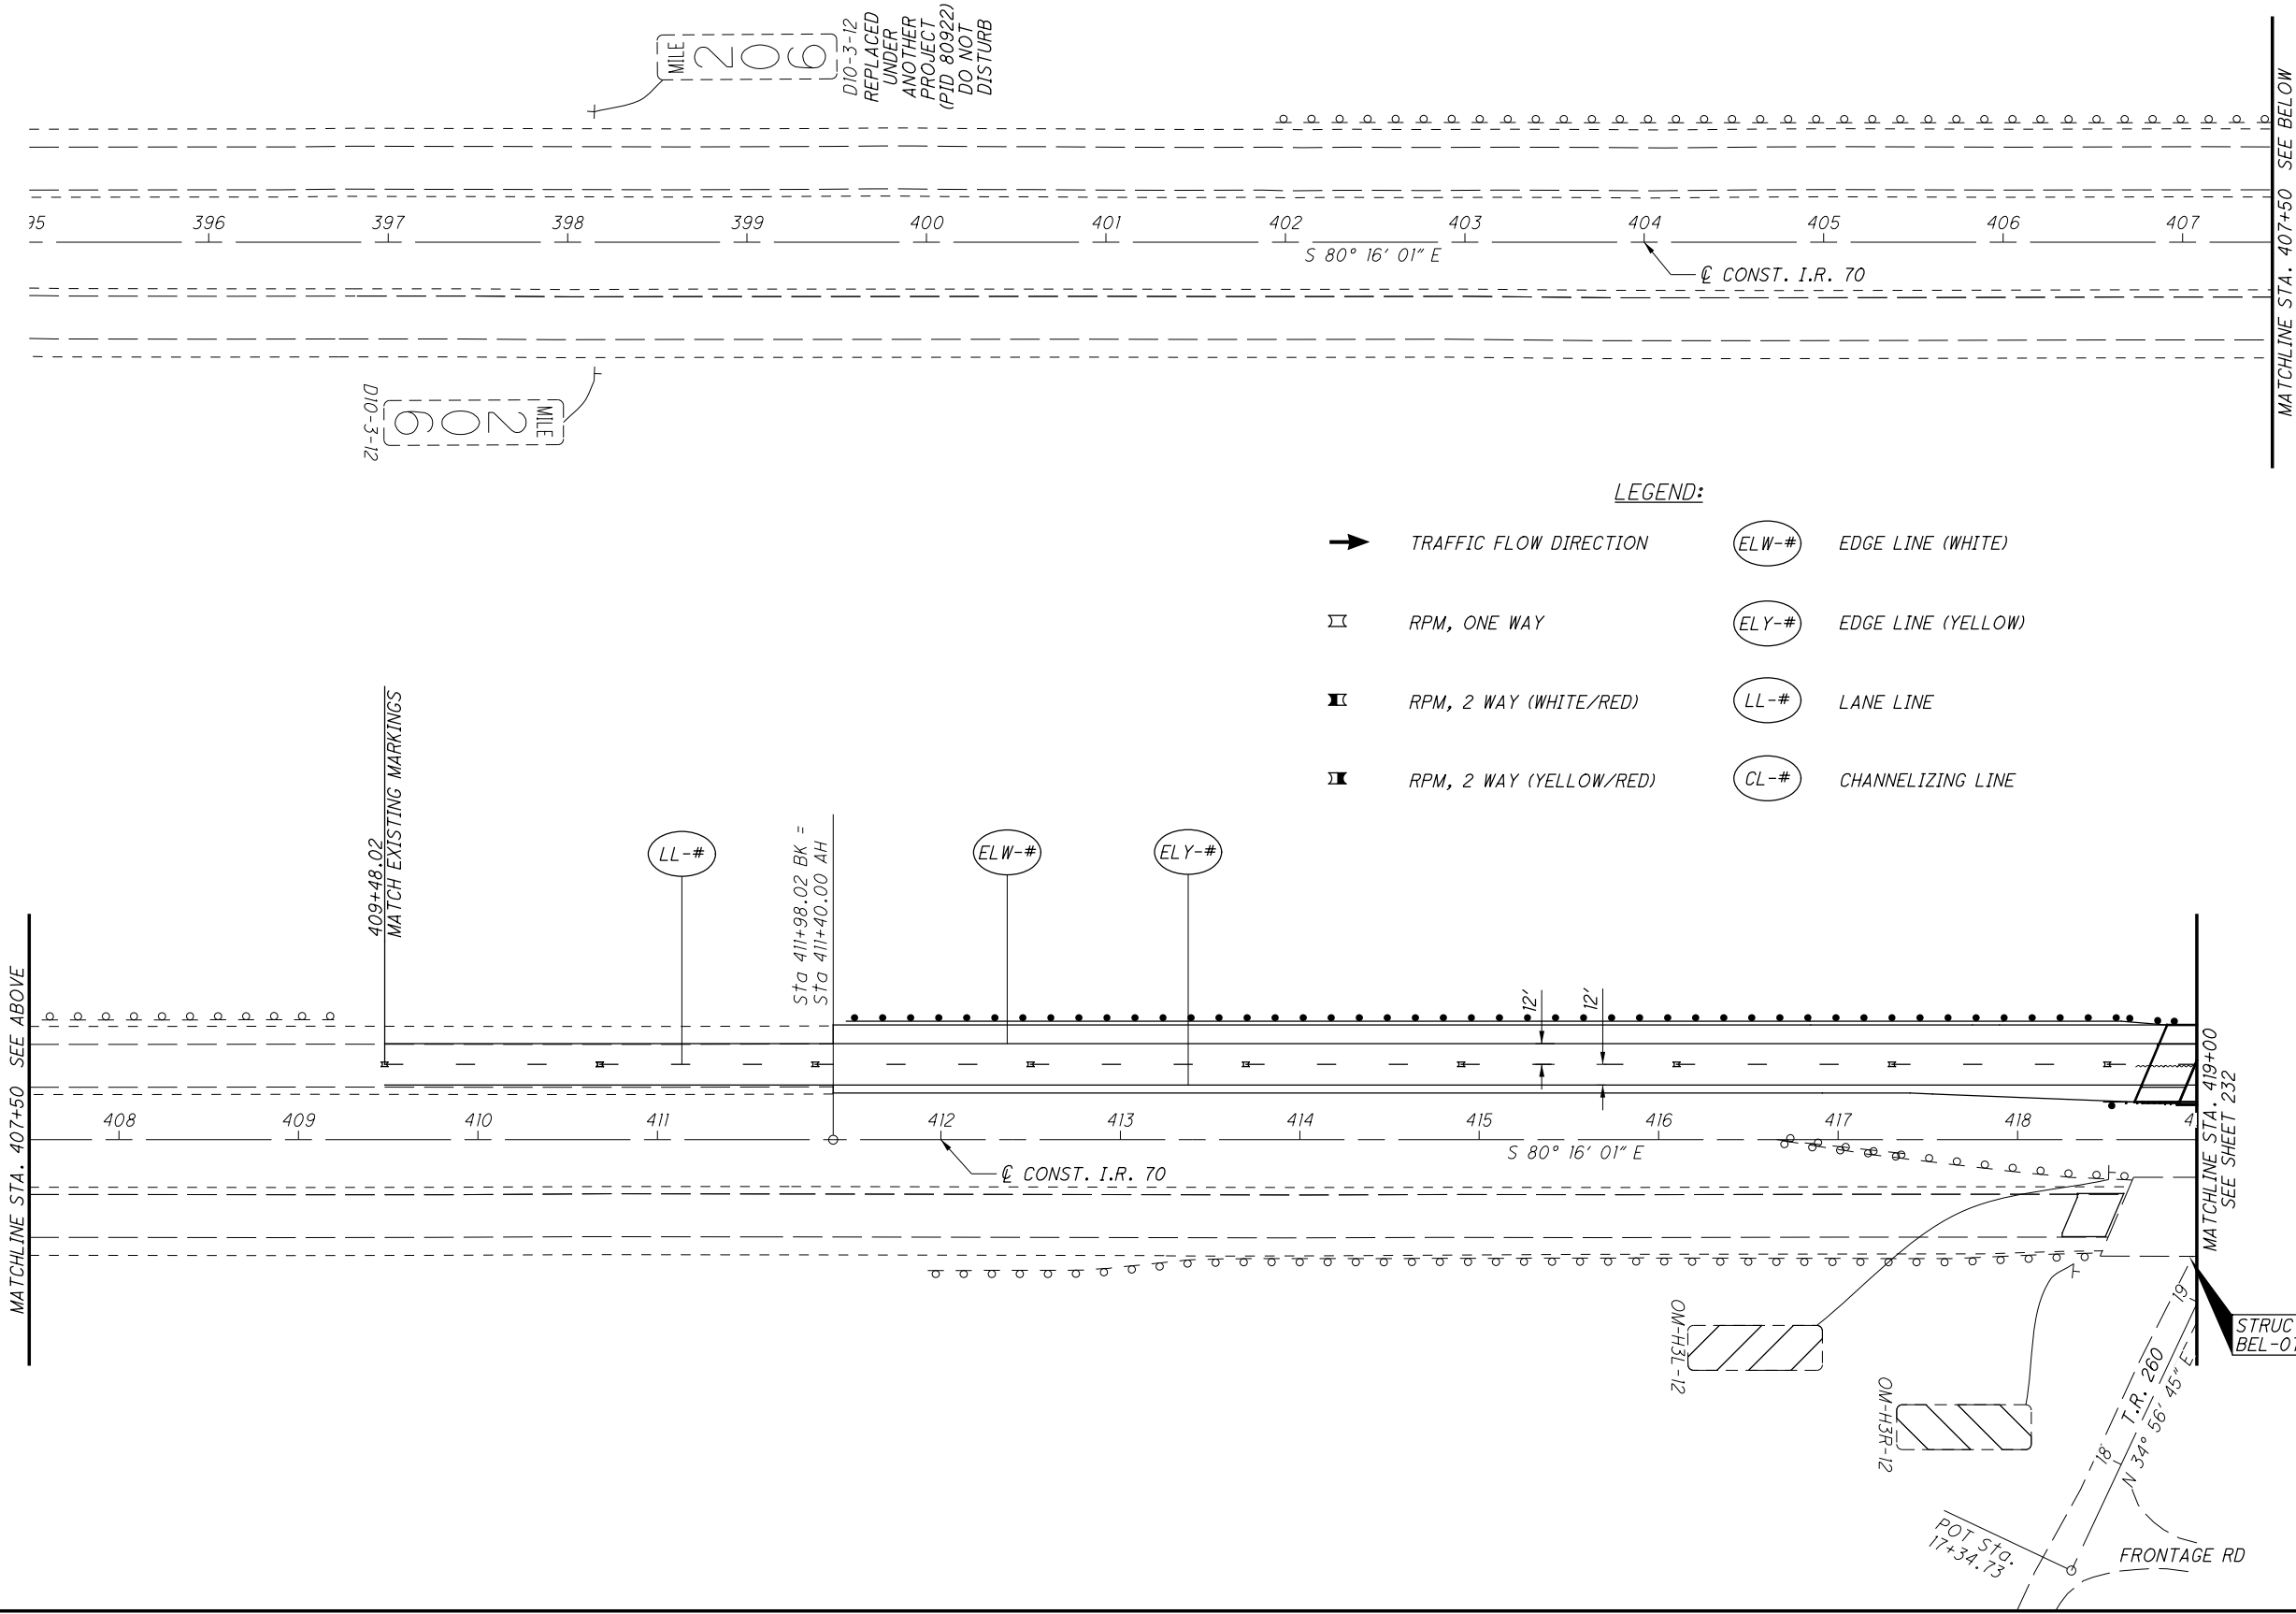 MILE
206
D10-3-12
REPLACED
UNDER
ANOTHER
PROJECT
(PID 80922)
DO NOT
DISTURB
396 397 398 399 400 401 402 403 404 405 406 407
S 80° 16' 01" E
℄ CONST. I.R. 70
MATCHLINE STA. 407+50 SEE BELOW
MILE
206
D10-3-12
LEGEND:
TRAFFIC FLOW DIRECTION
ELW-# EDGE LINE (WHITE)
RPM, ONE WAY
ELY-# EDGE LINE (YELLOW)
RPM, 2 WAY (WHITE/RED)
LL-# LANE LINE
RPM, 2 WAY (YELLOW/RED)
CL-# CHANNELIZING LINE
MATCHLINE STA. 407+50 SEE ABOVE
409+48.02
MATCH EXISTING MARKINGS
LL-#
Sta 411+98.02 BK =
Sta 411+40.00 AH
ELW-#
ELY-#
12'
12'
408 409 410 411 412 413 414 415 416 417 418
S 80° 16' 01" E
℄ CONST. I.R. 70
MATCHLINE STA. 419+00
SEE SHEET 232
OM-H3L-12
OM-H3R-12
STRUC
BEL-07
19
T.R. 260
N 34° 56' 45" E
18
POT Sta.
17+34.73
FRONTAGE RD